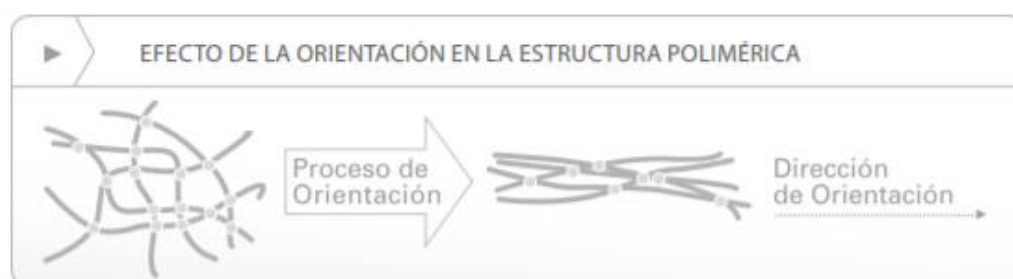 EFECTO DE LA ORIENTACIÓN EN LA ESTRUCTURA POLIMÉRICA
Proceso de
Orientación
Dirección
de Orientación